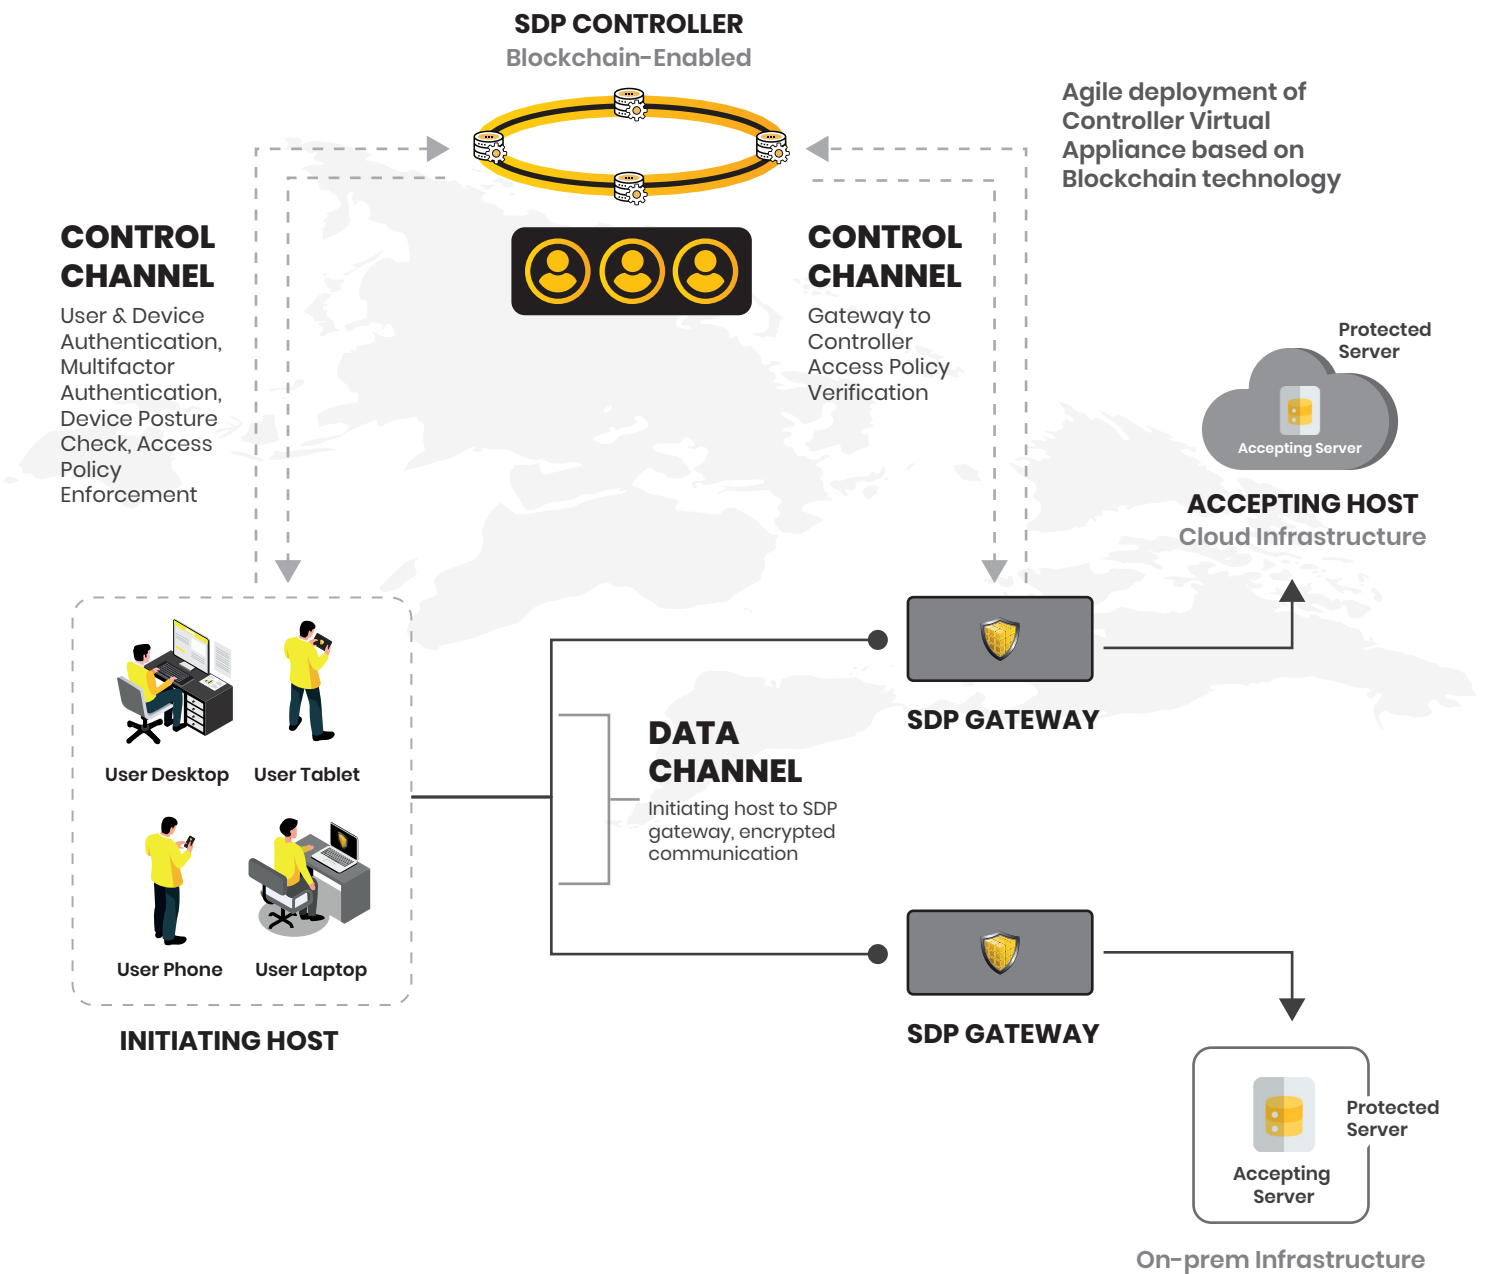 SDP CONTROLLER
Blockchain-Enabled
Agile deployment of
Controller Virtual
Appliance based on
Blockchain technology
CONTROL
CHANNEL
User & Device
Authentication,
Multifactor
Authentication,
Device Posture
Check, Access
Policy
Enforcement
CONTROL
CHANNEL
Gateway to
Controller
Access Policy
Verification
Protected
Server
Accepting Server
ACCEPTING HOST
Cloud Infrastructure
User Desktop
User Tablet
User Phone
User Laptop
INITIATING HOST
DATA
CHANNEL
Initiating host to SDP
gateway, encrypted
communication
SDP GATEWAY
SDP GATEWAY
Protected
Server
Accepting
Server
On-prem Infrastructure